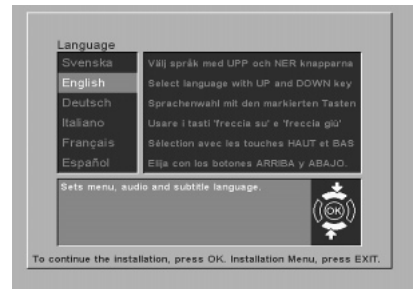 Language
Svenska Välj språk med UPP och NER knapparna
English Select language with UP and DOWN key
Deutsch Sprachenwahl mit den markierten Tasten
Italiano Usare i tasti 'freccia su' e 'freccia giù'
Français Sélection avec les touches HAUT et BAS
Español Elija con los botones ARRIBA y ABAJO.
Sets menu, audio and subtitle language.
OK
To continue the installation, press OK. Installation Menu, press EXIT.